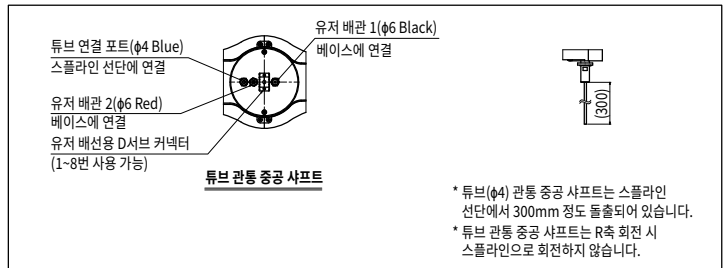 튜브 연결 포트(ϕ4 Blue)
스플라인 선단에 연결
유저 배관 2(ϕ6 Red)
베이스에 연결
유저 배선용 D서브 커넥터
(1~8번 사용 가능)
유저 배관 1(ϕ6 Black)
베이스에 연결
튜브 관통 중공 샤프트
(300)
* 튜브(ϕ4) 관통 중공 샤프트는 스플라인
선단에서 300mm 정도 돌출되어 있습니다.
* 튜브 관통 중공 샤프트는 R축 회전 시
스플라인으로 회전하지 않습니다.